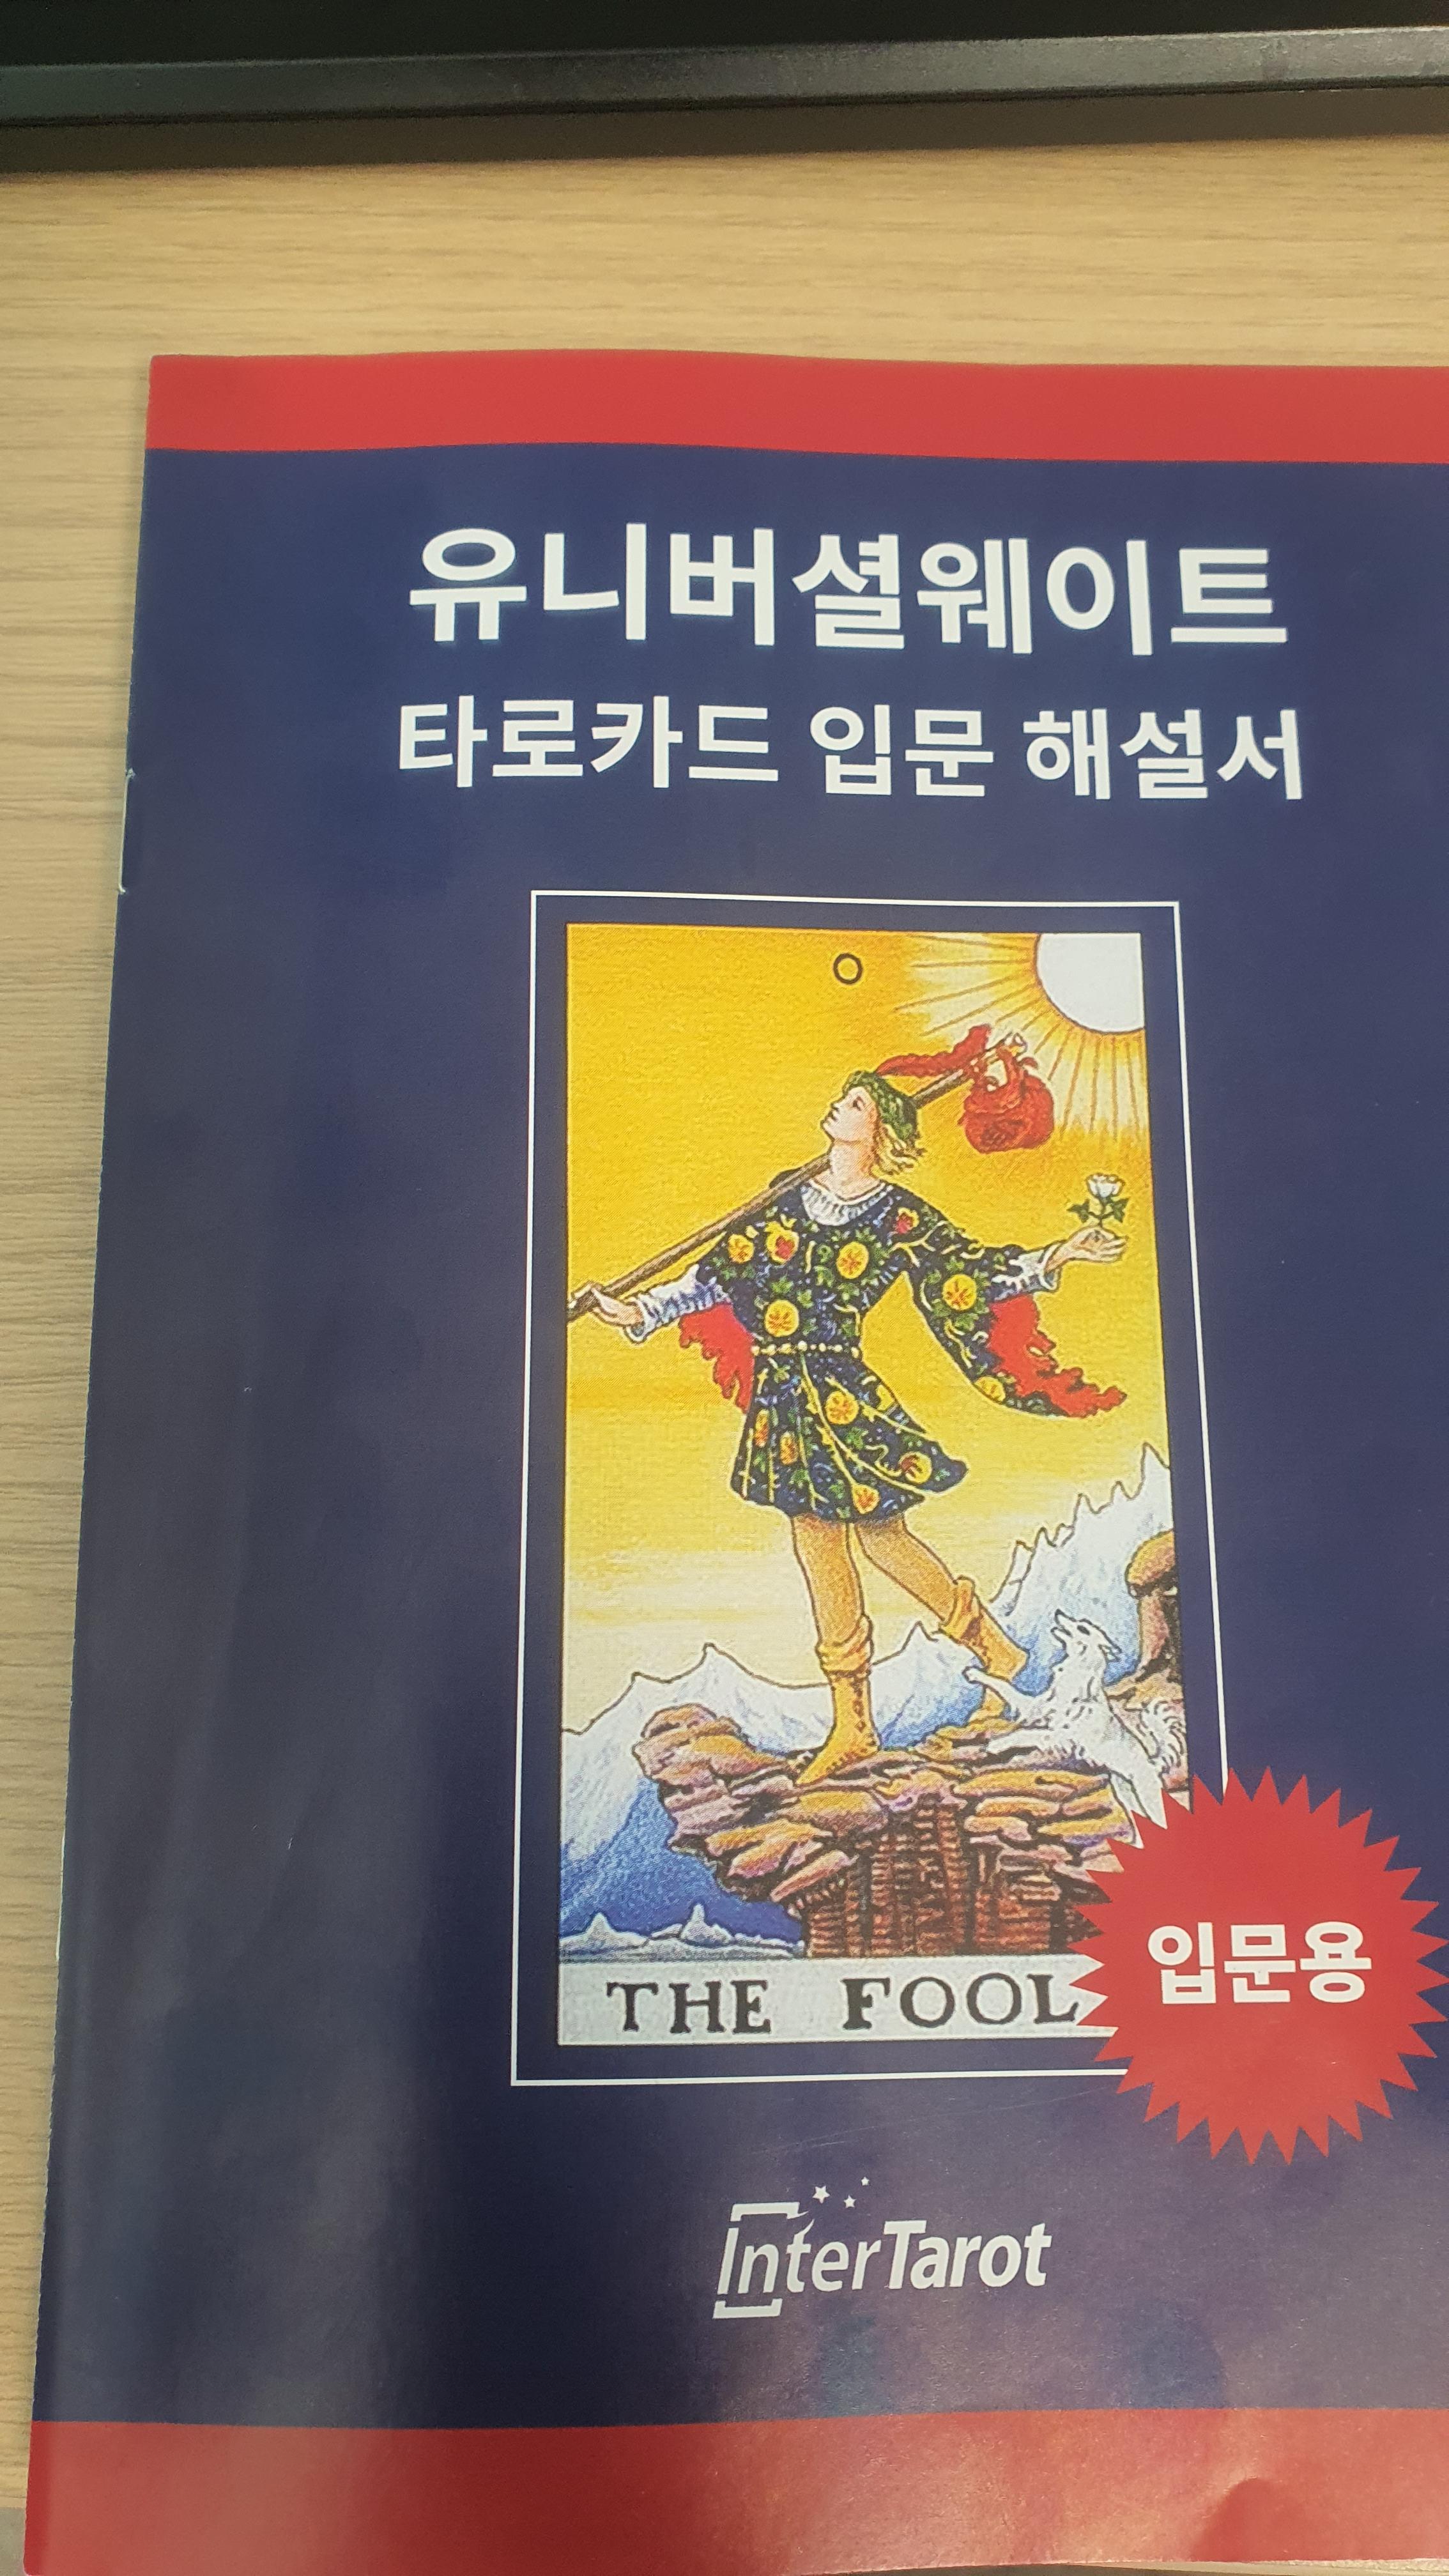 유니버셜웨이트
타로카드 입문 해설서
0
THE FOOL
입문용
InterTarot